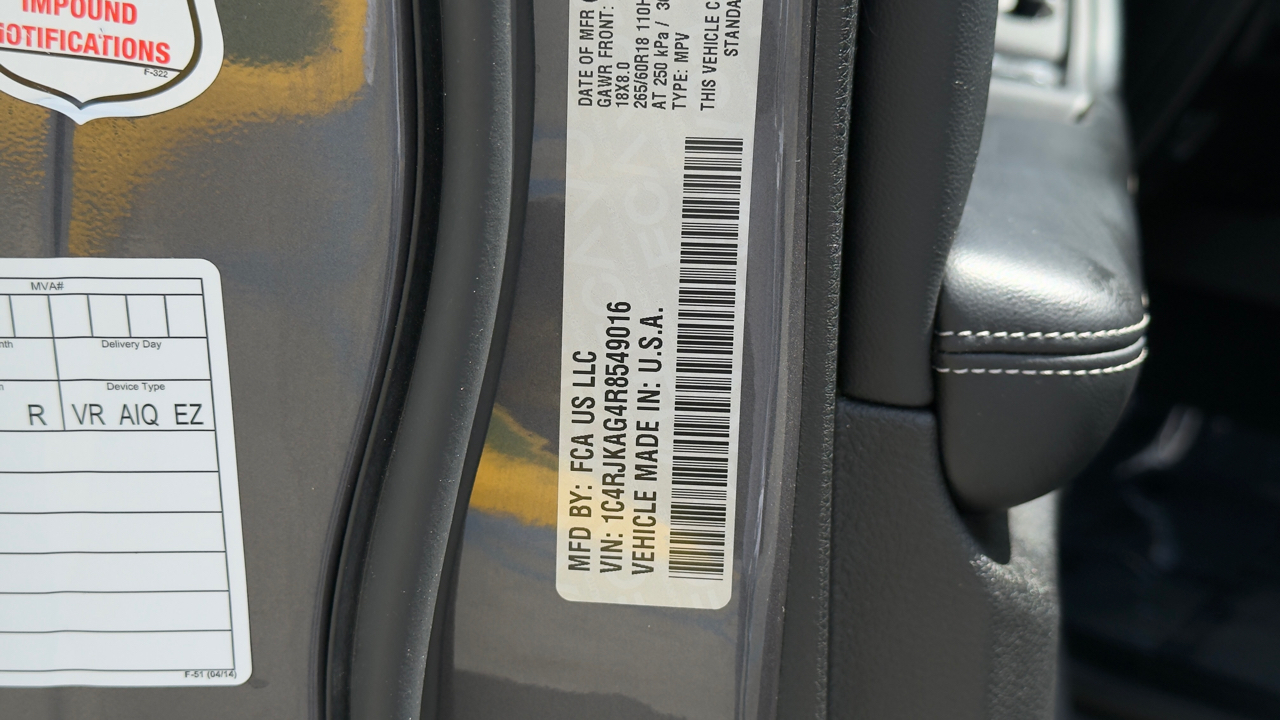 IMPOUND
NOTIFICATIONS
F-322
MVA#
Delivery Day
Device Type
R VR AIQ EZ
F-51 (04/14)
DATE OF MFR
GAWR FRONT:
18X8.0
265/60R18 110H
AT 250 kPa /
TYPE: MPV
THIS VEHICLE C
STANDA
MFD BY: FCA US LLC
VIN: 1C4RJKAG4R8549016
VEHICLE MADE IN: U.S.A.